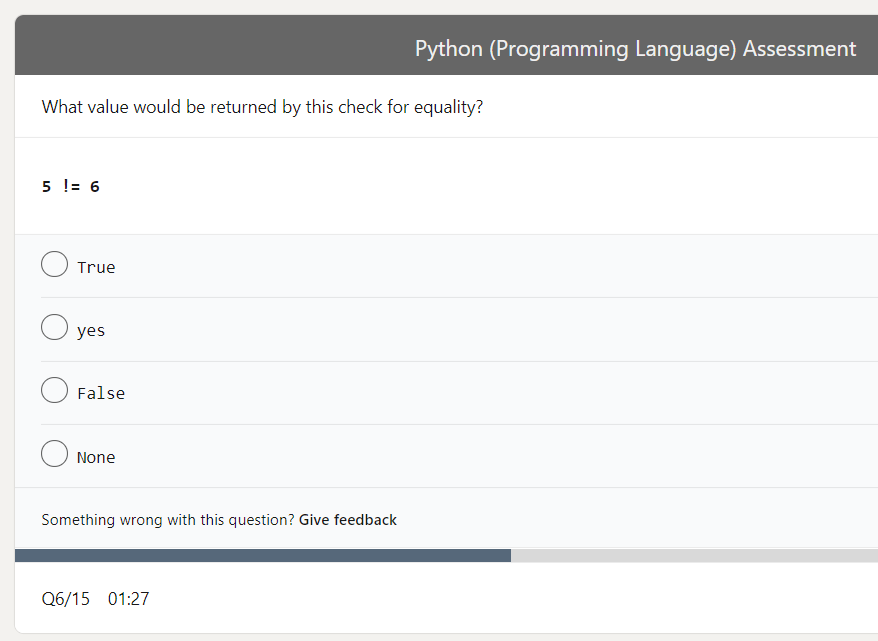 Python (Programming Language) Assessment
What value would be returned by this check for equality?
5 != 6
True
yes
False
None
Something wrong with this question? Give feedback
Q6/15 01:27